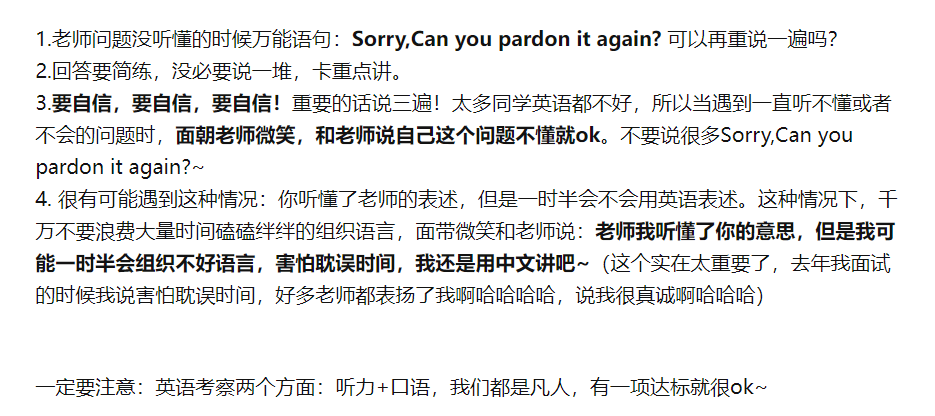 1.老师问题没听懂的时候万能语句：Sorry,Can you pardon it again? 可以再重说一遍吗？
2.回答要简练，没必要说一堆，卡重点讲。
3.要自信，要自信，要自信！重要的话说三遍！太多同学英语都不好，所以当遇到一直听不懂或者
不会的问题时，面朝老师微笑，和老师说自己这个问题不懂就ok。不要说很多Sorry,Can you
pardon it again?~
4. 很有可能遇到这种情况：你听懂了老师的表述，但是一时半会不会用英语表述。这种情况下，千
万不要浪费大量时间磕磕绊绊的组织语言，面带微笑和老师说：老师我听懂了你的意思，但是我可
能一时半会组织不好语言，害怕耽误时间，我还是用中文讲吧~（这个实在太重要了，去年我面试
的时候我说害怕耽误时间，好多老师都表扬了我啊哈哈哈哈，说我很真诚啊哈哈哈）
一定要注意：英语考察两个方面：听力+口语，我们都是凡人，有一项达标就很ok~